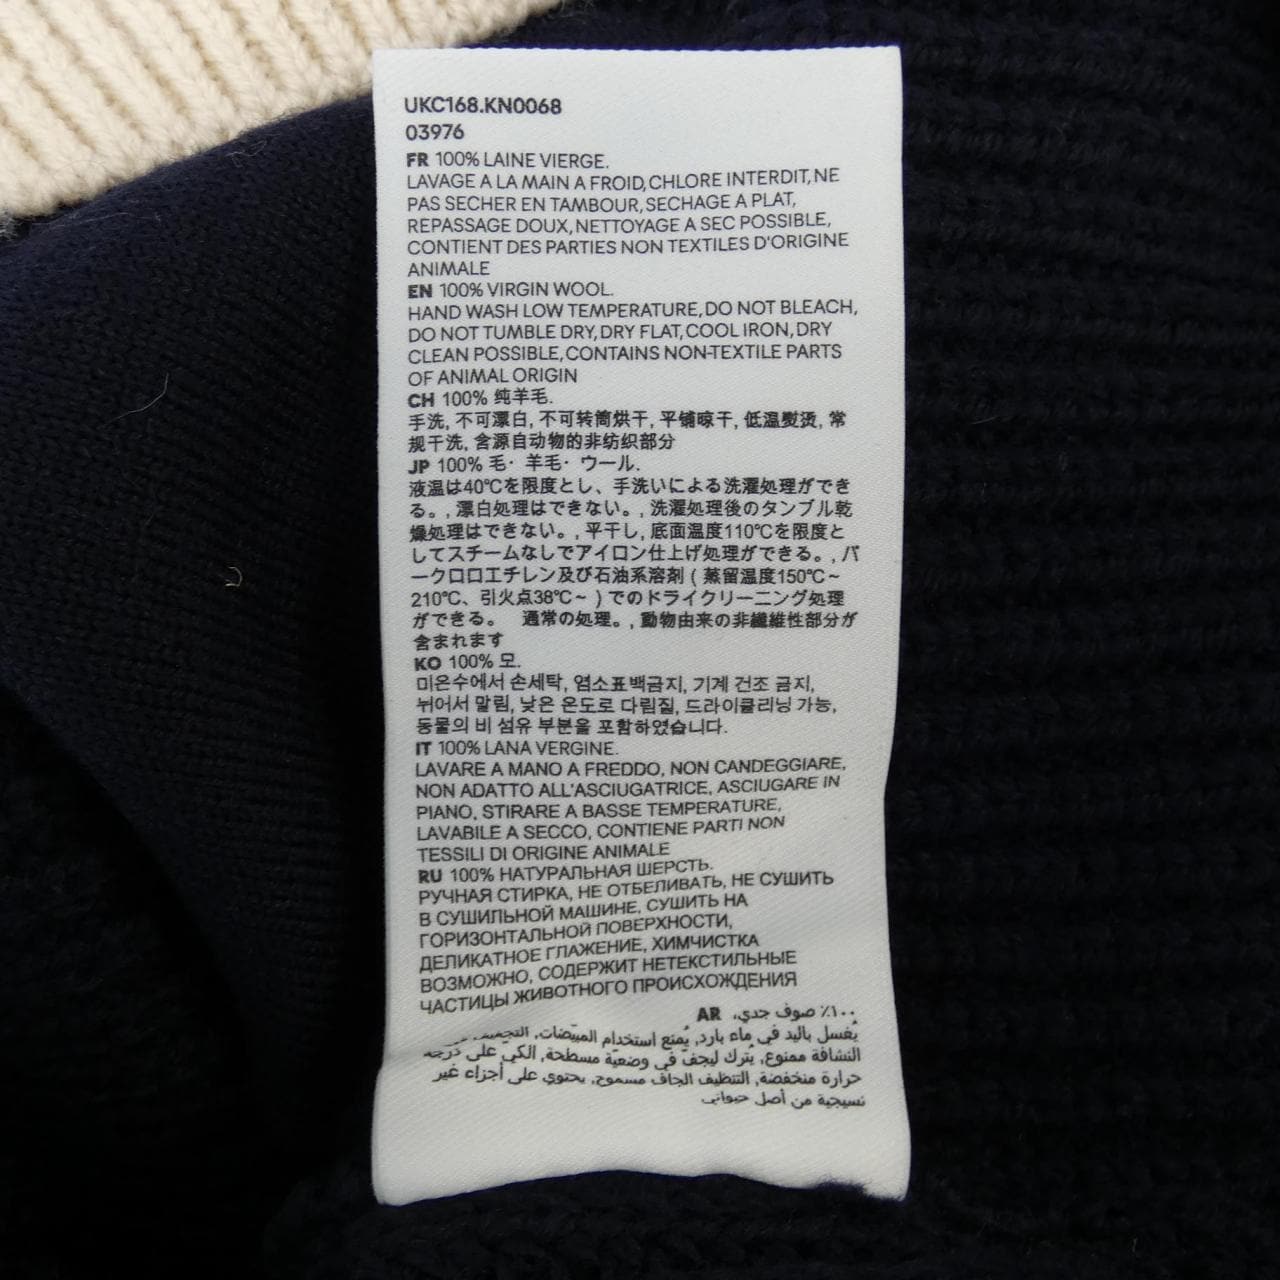 UKC168.KN0068
03976
FR 100% LAINE VIERGE.
LAVAGE A LA MAIN A FROID, CHLORE INTERDIT, NE
PAS SECHER EN TAMBOUR, SECHAGE A PLAT,
REPASSAGE DOUX, NETTOYAGE A SEC POSSIBLE,
CONTIENT DES PARTIES NON TEXTILES D'ORIGINE
ANIMALE
EN 100% VIRGIN WOOL.
HAND WASH LOW TEMPERATURE, DO NOT BLEACH,
DO NOT TUMBLE DRY, DRY FLAT, COOL IRON, DRY
CLEAN POSSIBLE, CONTAINS NON-TEXTILE PARTS
OF ANIMAL ORIGIN
CH 100% 纯羊毛.
手洗, 不可漂白, 不可转筒烘干, 平铺晾干, 低温熨烫, 常
规干洗, 含源自动物的非纺织部分
JP 100% 毛・羊毛・ウール.
液温は40℃を限度とし、手洗いによる洗濯処理ができ
る。, 漂白処理はできない。, 洗濯処理後のタンブル乾
燥処理はできない。, 平干し, 底面温度110℃を限度と
してスチームなしでアイロン仕上げ処理ができる。, パ
ークロロエチレン及び石油系溶剤 ( 蒸留温度150℃~
210℃、引火点38℃~ ) でのドライクリーニング処理
ができる。 通常の処理。, 動物由来の非繊維性部分が
含まれます
KO 100% 모.
미온수에서 손세탁, 염소표백금지, 기계 건조 금지,
뉘어서 말림, 낮은 온도로 다림질, 드라이클리닝 가능,
동물의 비 섬유 부분을 포함하였습니다.
IT 100% LANA VERGINE.
LAVARE A MANO A FREDDO, NON CANDEGGIARE,
NON ADATTO ALL'ASCIUGATRICE, ASCIUGARE IN
PIANO, STIRARE A BASSE TEMPERATURE,
LAVABILE A SECCO, CONTIENE PARTI NON
TESSILI DI ORIGINE ANIMALE
RU 100% НАТУРАЛЬНАЯ ШЕРСТЬ.
РУЧНАЯ СТИРКА, НЕ ОТБЕЛИВАТЬ, НЕ СУШИТЬ
В СУШИЛЬНОЙ МАШИНЕ, СУШИТЬ НА
ГОРИЗОНТАЛЬНОЙ ПОВЕРХНОСТИ,
ДЕЛИКАТНОЕ ГЛАЖЕНИЕ, ХИМЧИСТКА
ВОЗМОЖНО, СОДЕРЖИТ НЕТЕКСТИЛЬНЫЕ
ЧАСТИЦЫ ЖИВОТНОГО ПРОИСХОЖДЕНИЯ
١٠٠٪ صوف جدي، AR
يُغسل باليد في ماء بارد, يُمنع استخدام المبيّضات,
النشافة ممنوع, يُترك ليجفّ في وضعية مسطحة, الكي على درجة
حرارة منخفضة, التنظيف الجاف مسموح, يحتوي على أجزاء غير
نسيجية من أصل حيواني